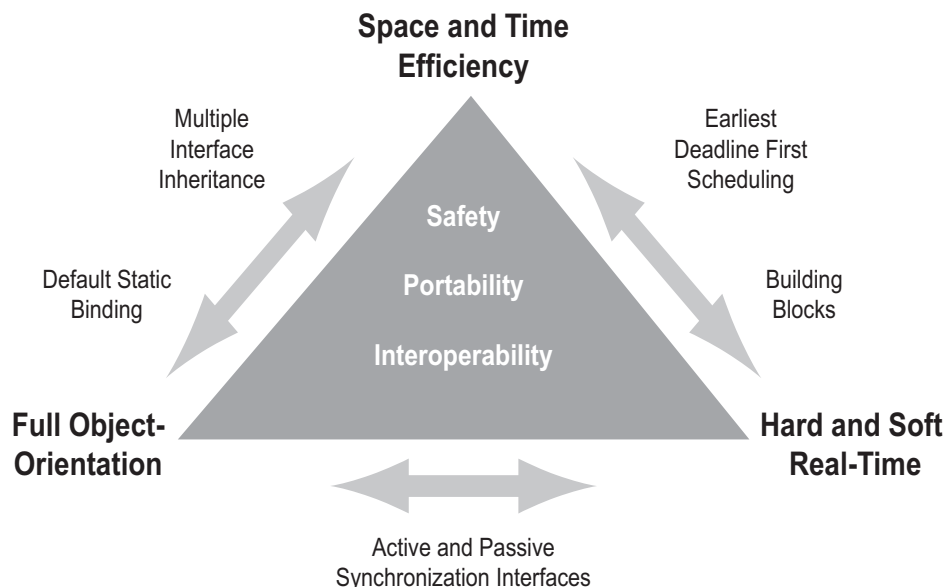 Space and Time
Efficiency
Multiple
Interface
Inheritance
Earliest
Deadline First
Scheduling
Safety
Portability
Interoperability
Default Static
Binding
Building
Blocks
Full Object-
Orientation
Hard and Soft
Real-Time
Active and Passive
Synchronization Interfaces